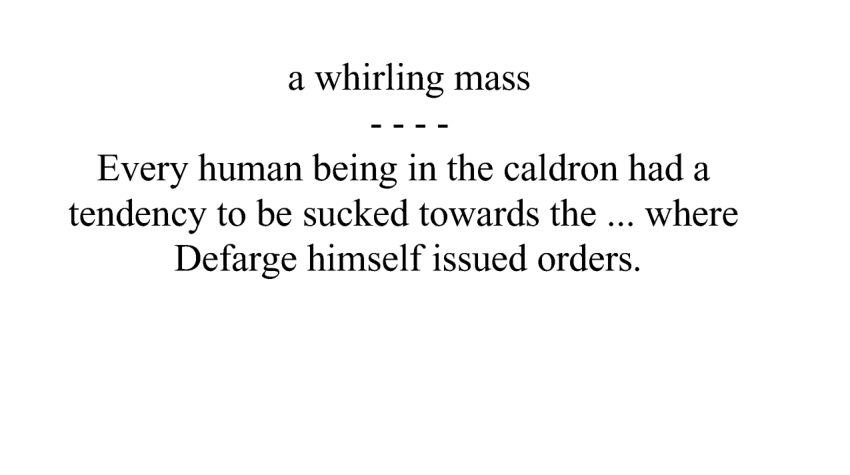 a whirling mass
- - - -
Every human being in the caldron had a
tendency to be sucked towards the ... where
Defarge himself issued orders.